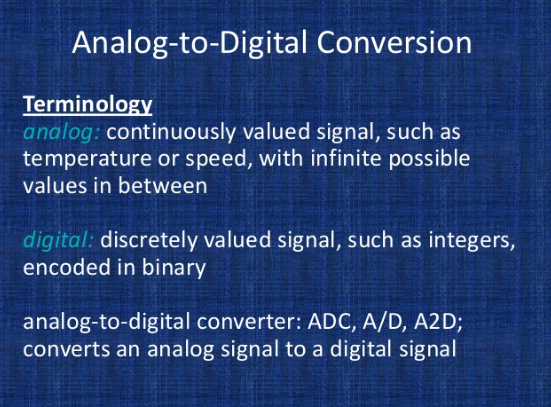 Analog-to-Digital Conversion
Terminology
analog: continuously valued signal, such as
temperature or speed, with infinite possible
values in between
digital: discretely valued signal, such as integers,
encoded in binary
analog-to-digital converter: ADC, A/D, A2D;
converts an analog signal to a digital signal